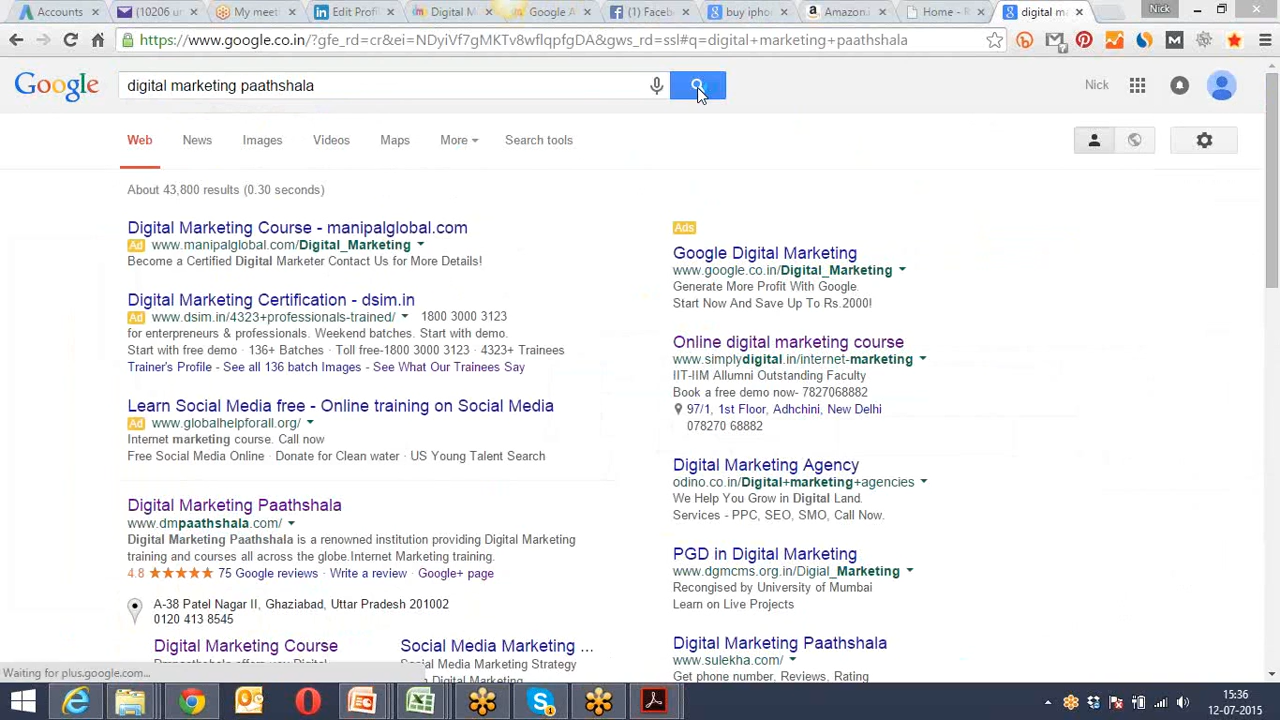 Accounts
(10206 u
My meet
Edit Profi
Digital M
Google A
(1) Faceb
buy iphon
Amazon.
Home - R
digital ma
Nick
https://www.google.co.in/?gfe_rd=cr&ei=NDyiVf7gMKTv8wflqpfgDA&gws_rd=ssl#q=digital+marketing+paathshala
Google
digital marketing paathshala
Nick
Web News Images Videos Maps More Search tools
About 43,800 results (0.30 seconds)
Digital Marketing Course - manipalglobal.com
Ad www.manipalglobal.com/Digital_Marketing
Become a Certified Digital Marketer Contact Us for More Details!
Digital Marketing Certification - dsim.in
Ad www.dsim.in/4323+professionals-trained/ 1800 3000 3123
for enterpreneurs & professionals. Weekend batches. Start with demo.
Start with free demo · 136+ Batches · Toll free-1800 3000 3123 · 4323+ Trainees
Trainer's Profile - See all 136 batch Images - See What Our Trainees Say
Learn Social Media free - Online training on Social Media
Ad www.globalhelpforall.org/
Internet marketing course. Call now
Free Social Media Online · Donate for Clean water · US Young Talent Search
Digital Marketing Paathshala
www.dmpaathshala.com/
Digital Marketing Paathshala is a renowned institution providing Digital Marketing
training and courses all across the globe.Internet Marketing training.
4.8 ★★★★★ 75 Google reviews · Write a review · Google+ page
A-38 Patel Nagar II, Ghaziabad, Uttar Pradesh 201002
0120 413 8545
Digital Marketing Course
Social Media Marketing ...
Social Media Marketing Strategy
Ads
Google Digital Marketing
www.google.co.in/Digital_Marketing
Generate More Profit With Google.
Start Now And Save Up To Rs.2000!
Online digital marketing course
www.simplydigital.in/internet-marketing
IIT-IIM Allumni Outstanding Faculty
Book a free demo now- 7827068882
97/1, 1st Floor, Adhchini, New Delhi
078270 68882
Digital Marketing Agency
odino.co.in/Digital+marketing+agencies
We Help You Grow in Digital Land.
Services - PPC, SEO, SMO, Call Now.
PGD in Digital Marketing
www.dgmcms.org.in/Digial_Marketing
Recongised by University of Mumbai
Learn on Live Projects
Digital Marketing Paathshala
www.sulekha.com/
Get phone number, Reviews, Rating
Waiting for plus.google.com...
15:36
12-07-2015